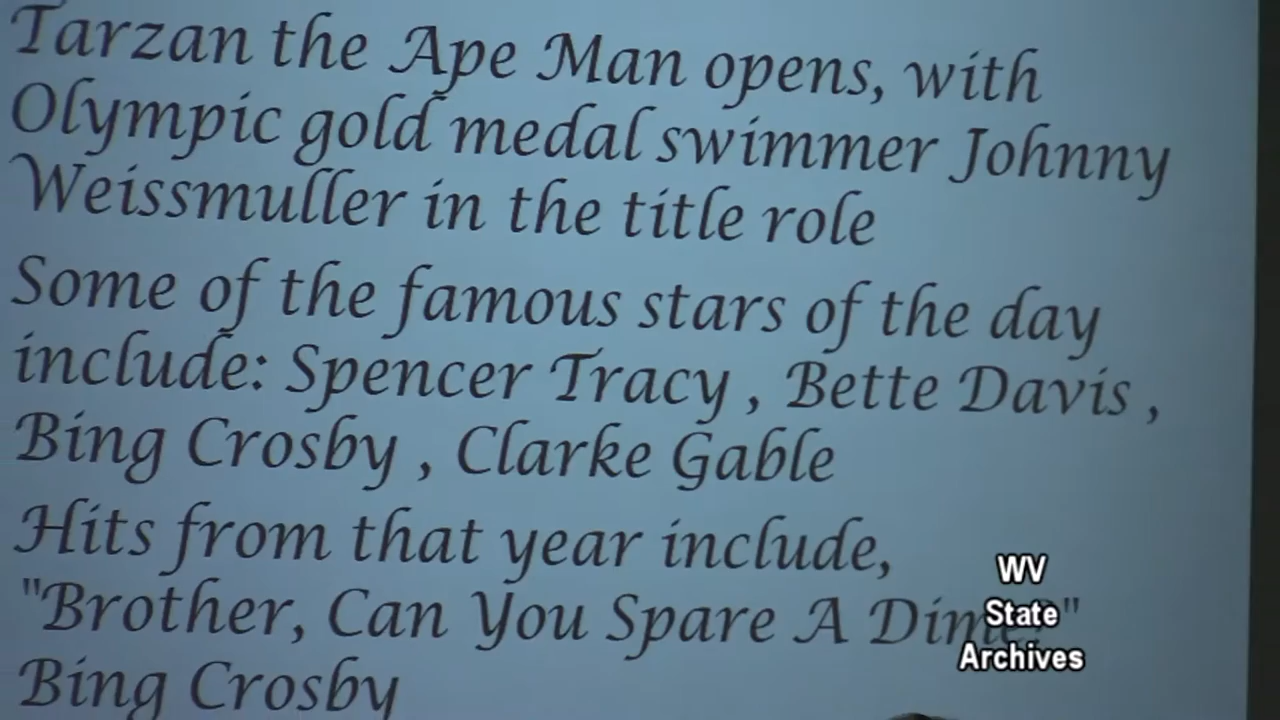 Tarzan the Ape Man opens, with
Olympic gold medal swimmer Johnny
Weissmuller in the title role
Some of the famous stars of the day
include: Spencer Tracy , Bette Davis ,
Bing Crosby , Clarke Gable
Hits from that year include,
"Brother, Can You Spare A Dime?"
Bing Crosby
WV
State
Archives